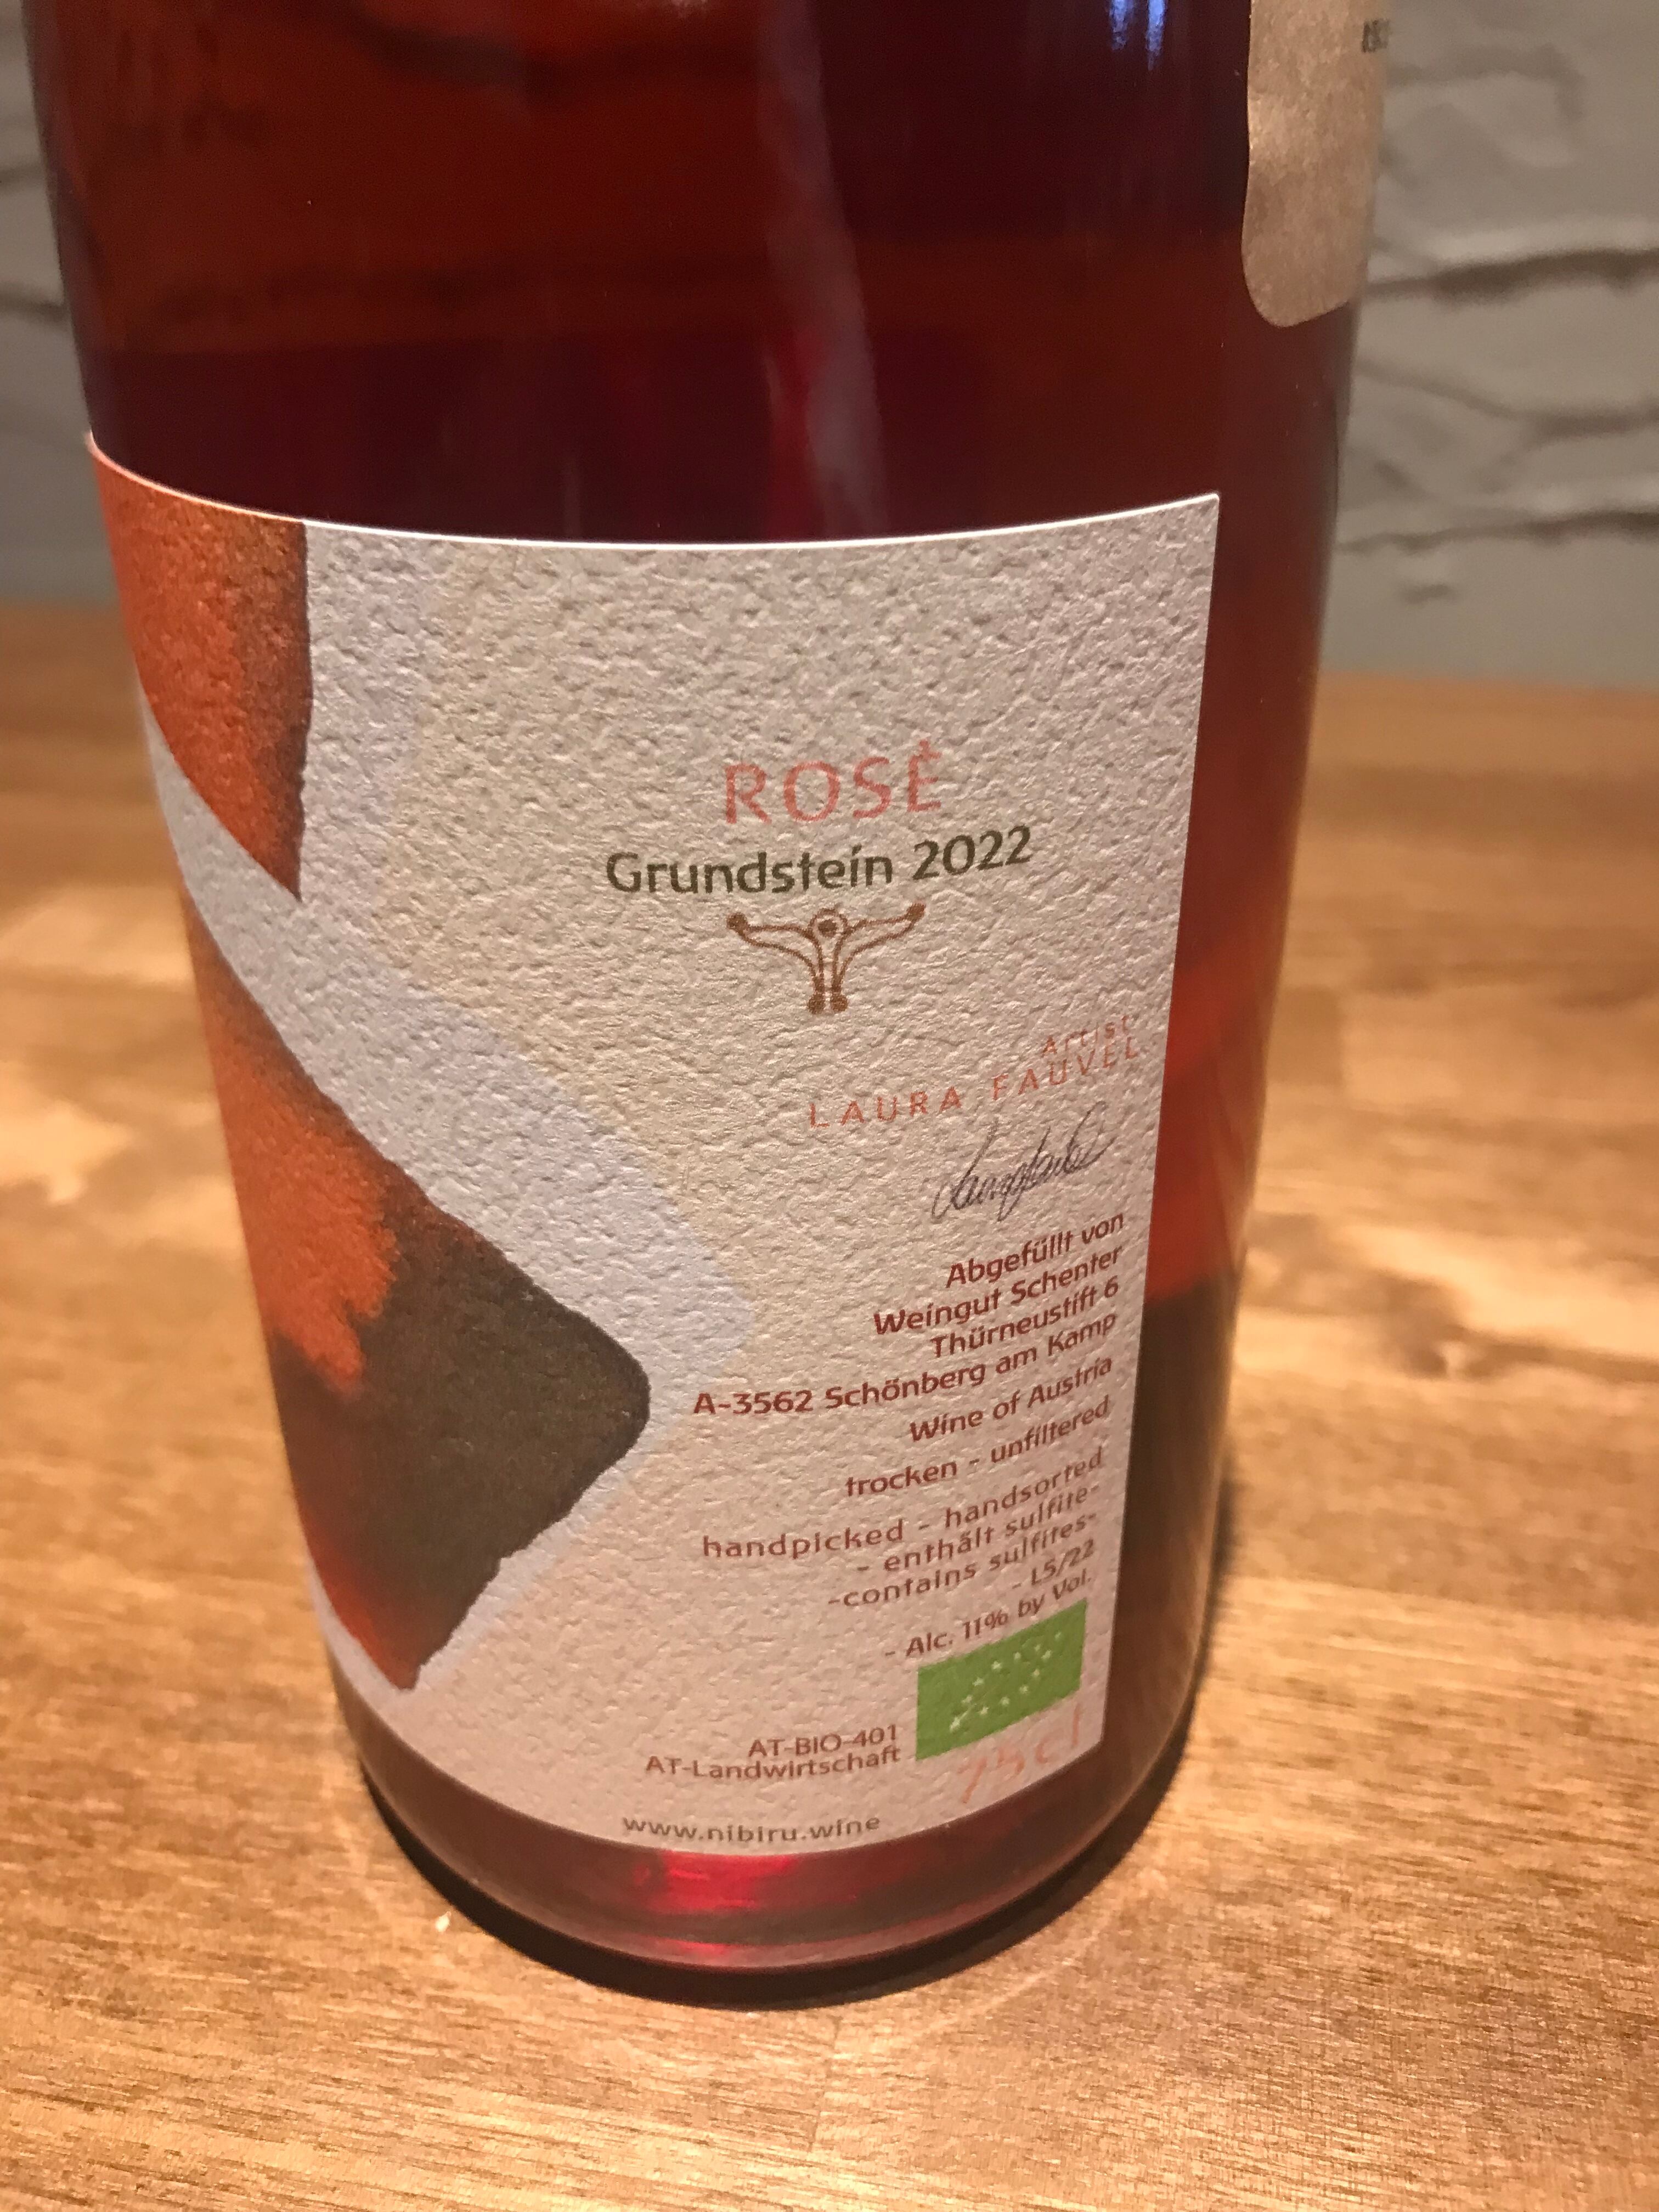 ROSÉ
Grundstein 2022
Artist
LAURA FAUVEL
Abgefüllt von
Weingut Schenter
Thürneustift 6
A-3562 Schönberg am Kamp
Wine of Austria
trocken - unfiltered
handpicked - handsorted
- enthält sulfite-
-contains sulfites-
- L5/22
- Alc. 11% by Vol.
AT-BIO-401
AT-Landwirtschaft
75cl
www.nibiru.wine